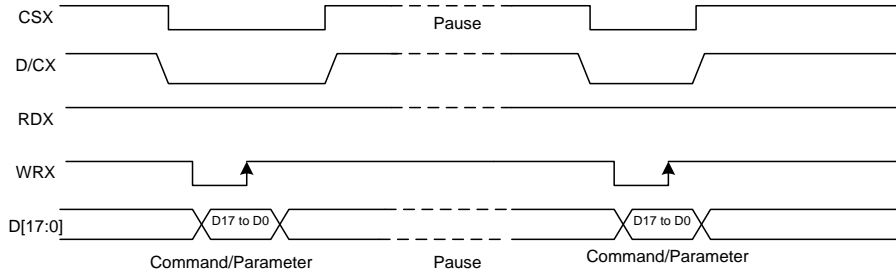 CSX
Pause
D/CX
RDX
WRX
D[17:0]
D17 to D0
D17 to D0
Command/Parameter
Pause
Command/Parameter